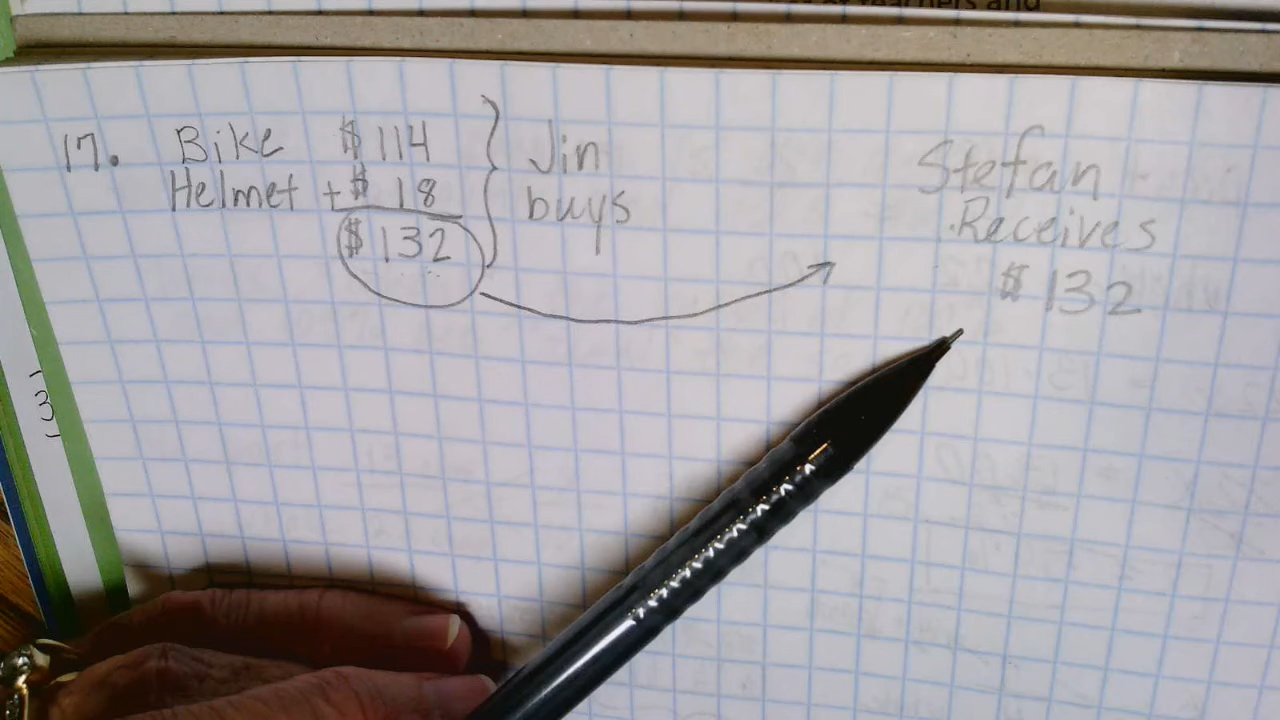 17. Bike $ 114
Helmet + $ 18
$ 132
Jin
buys
Stefan
Receives
$ 132